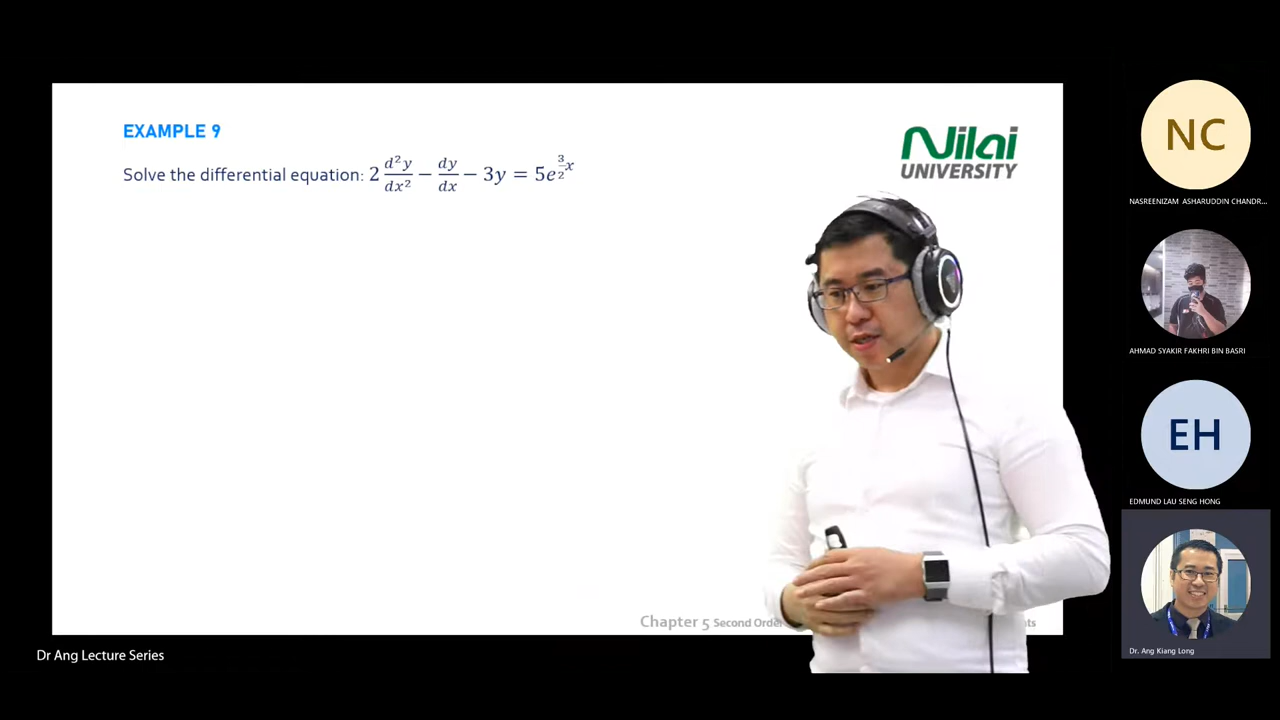 EXAMPLE 9
Nilai
UNIVERSITY
Solve the differential equation: 2 d²y/dx² − dy/dx − 3y = 5e^(3/2 x)
Chapter 5 Second Order
Dr Ang Lecture Series
NC
NASREENIZAM ASHARUDDIN CHANDR...
AHMAD SYAKIR FAKHRI BIN BASRI
EH
EDMUND LAU SENG HONG
Dr. Ang Kiang Long